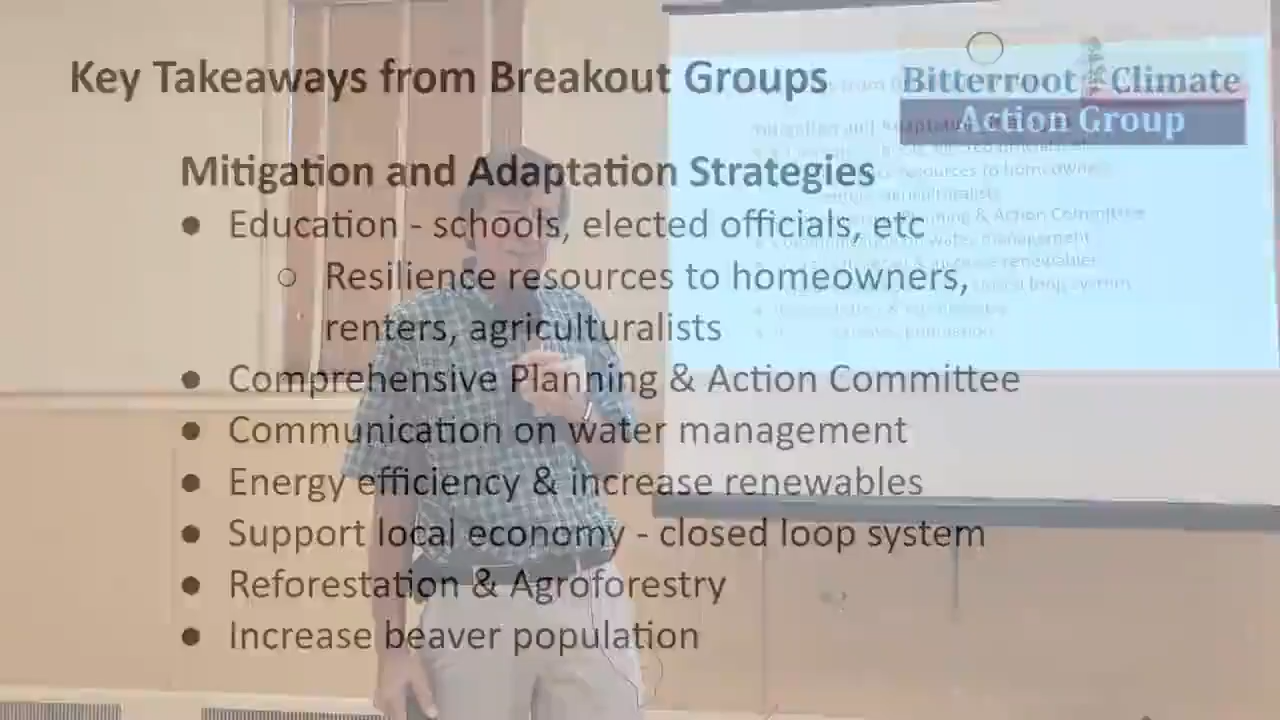 Key Takeaways from Breakout Groups
Bitterroot Climate
Action Group
Mitigation and Adaptation Strategies
● Education - schools, elected officials, etc
○ Resilience resources to homeowners,
renters, agriculturalists
● Comprehensive Planning & Action Committee
● Communication on water management
● Energy efficiency & increase renewables
● Support local economy - closed loop system
● Reforestation & Agroforestry
● Increase beaver population